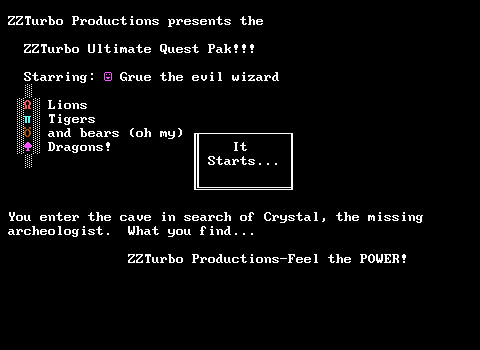 ZZTurbo Productions presents the
ZZTurbo Ultimate Quest Pak!!!
Starring: ☺ Grue the evil wizard
Ω Lions
π Tigers
ö and bears (oh my)
♠ Dragons!
It
Starts...
You enter the cave in search of Crystal, the missing
archeologist.  What you find...
ZZTurbo Productions-Feel the POWER!